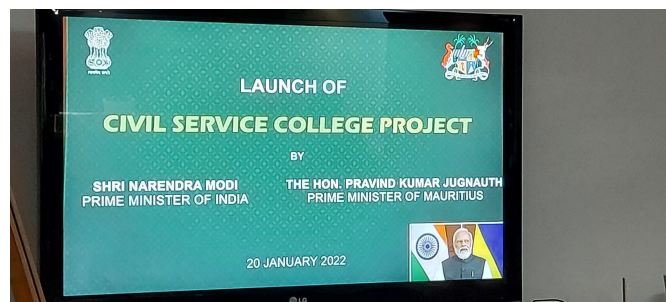 LAUNCH OF
CIVIL SERVICE COLLEGE PROJECT
BY
SHRI NARENDRA MODI
PRIME MINISTER OF INDIA
THE HON. PRAVIND KUMAR JUGNAUTH
PRIME MINISTER OF MAURITIUS
20 JANUARY 2022
LG